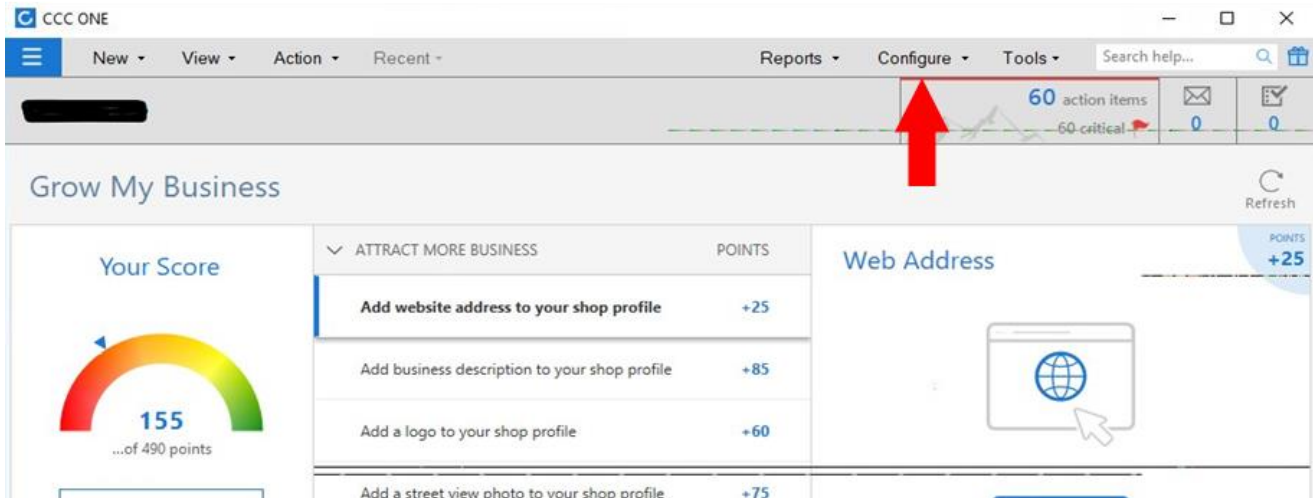 CCC ONE
New View Action Recent Reports Configure Tools Search help...
60 action items
60 critical
0 0
Grow My Business
Refresh
Your Score
155
...of 490 points
ATTRACT MORE BUSINESS POINTS
Add website address to your shop profile +25
Add business description to your shop profile +85
Add a logo to your shop profile +60
Add a street view photo to your shop profile +75
Web Address
POINTS
+25